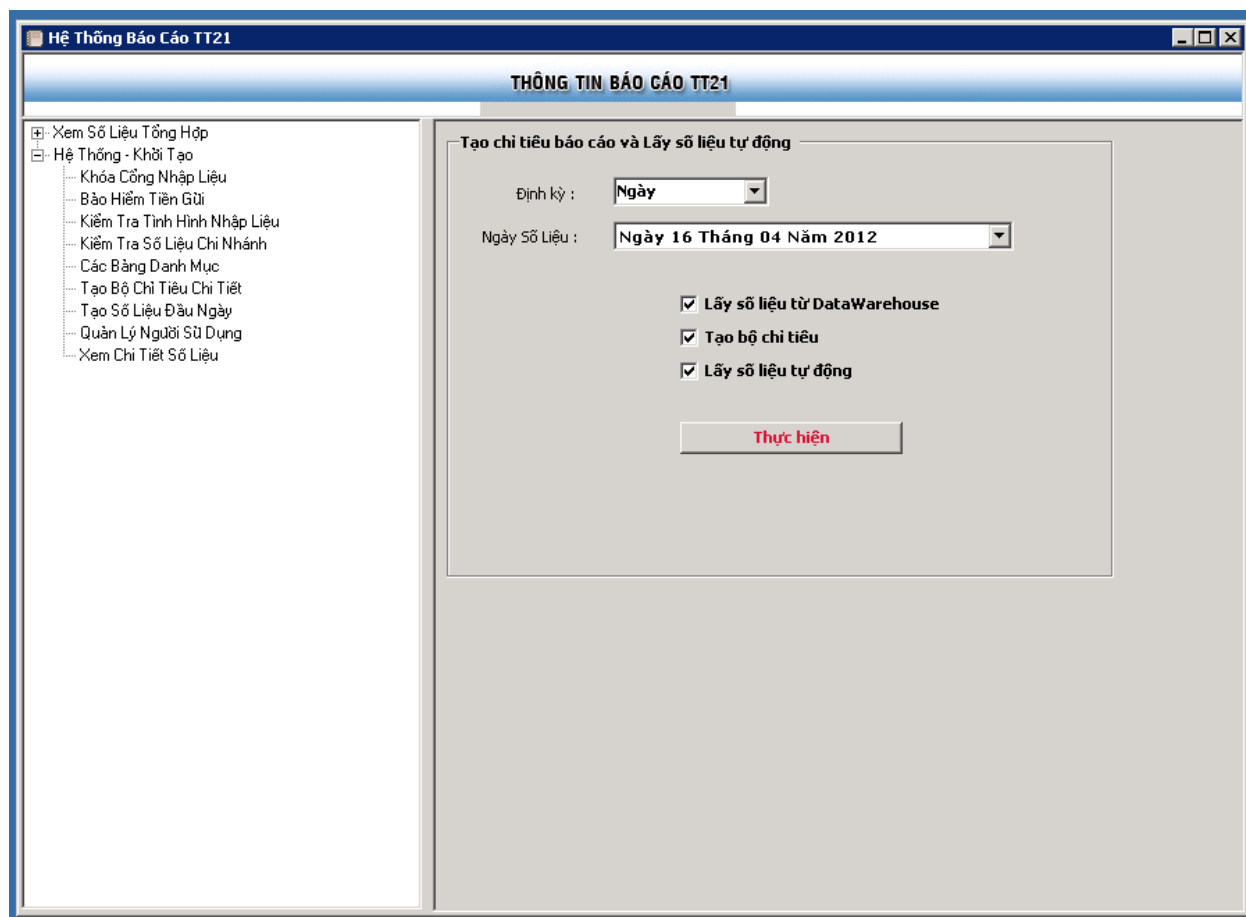 Hệ Thống Báo Cáo TT21
THÔNG TIN BÁO CÁO TT21
Xem Số Liệu Tổng Hợp
Hệ Thống - Khởi Tạo
Khóa Cổng Nhập Liệu
Bảo Hiểm Tiền Gửi
Kiểm Tra Tình Hình Nhập Liệu
Kiểm Tra Số Liệu Chi Nhánh
Các Bảng Danh Mục
Tạo Bộ Chỉ Tiêu Chi Tiết
Tạo Số Liệu Đầu Ngày
Quản Lý Người Sử Dụng
Xem Chi Tiết Số Liệu
Tạo chỉ tiêu báo cáo và Lấy số liệu tự động
Định kỳ : Ngày
Ngày Số Liệu : Ngày 16 Tháng 04 Năm 2012
Lấy số liệu từ DataWarehouse
Tạo bộ chỉ tiêu
Lấy số liệu tự động
Thực hiện